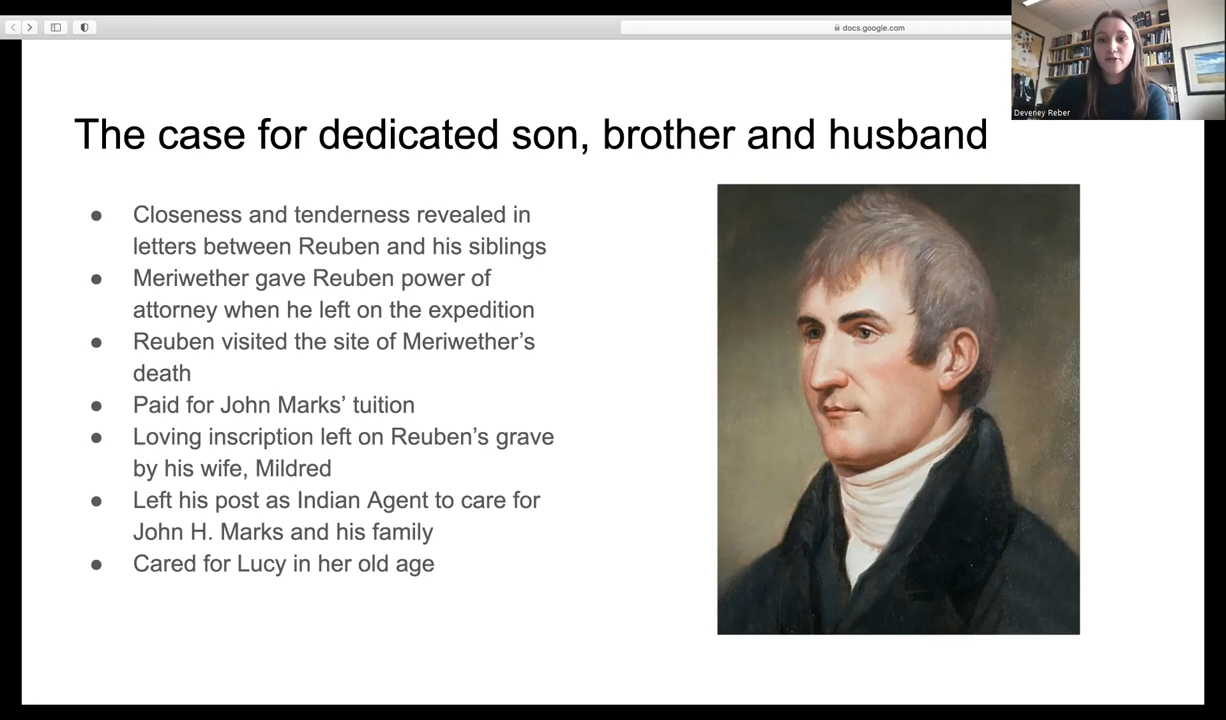 docs.google.com
Deveney Reber
The case for dedicated son, brother and husband
● Closeness and tenderness revealed in
letters between Reuben and his siblings
● Meriwether gave Reuben power of
attorney when he left on the expedition
● Reuben visited the site of Meriwether’s
death
● Paid for John Marks’ tuition
● Loving inscription left on Reuben’s grave
by his wife, Mildred
● Left his post as Indian Agent to care for
John H. Marks and his family
● Cared for Lucy in her old age